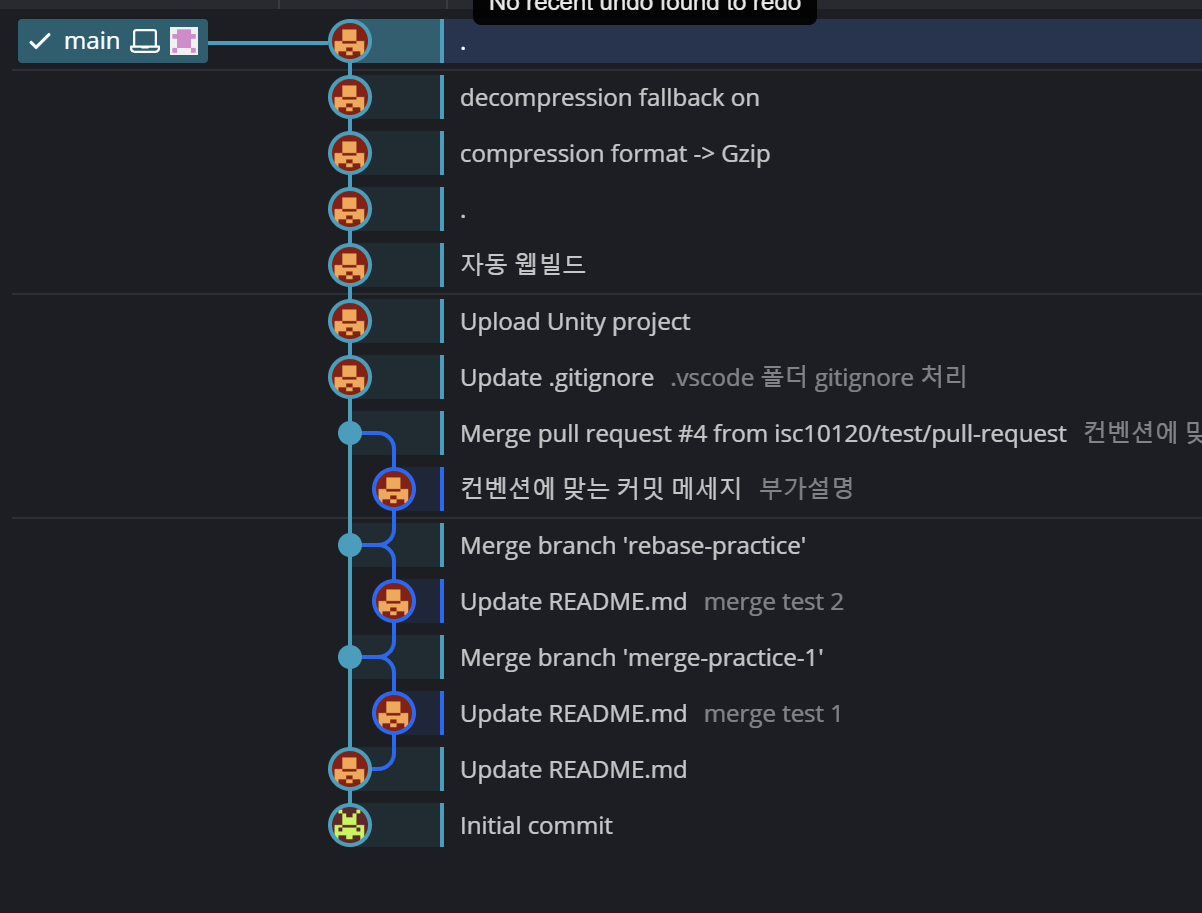 No recent undo found to redo
main
.
decompression fallback on
compression format -> Gzip
.
자동 웹빌드
Upload Unity project
Update .gitignore .vscode 폴더 gitignore 처리
Merge pull request #4 from isc10120/test/pull-request 컨벤션에
컨벤션에 맞는 커밋 메세지 부가설명
Merge branch 'rebase-practice'
Update README.md merge test 2
Merge branch 'merge-practice-1'
Update README.md merge test 1
Update README.md
Initial commit